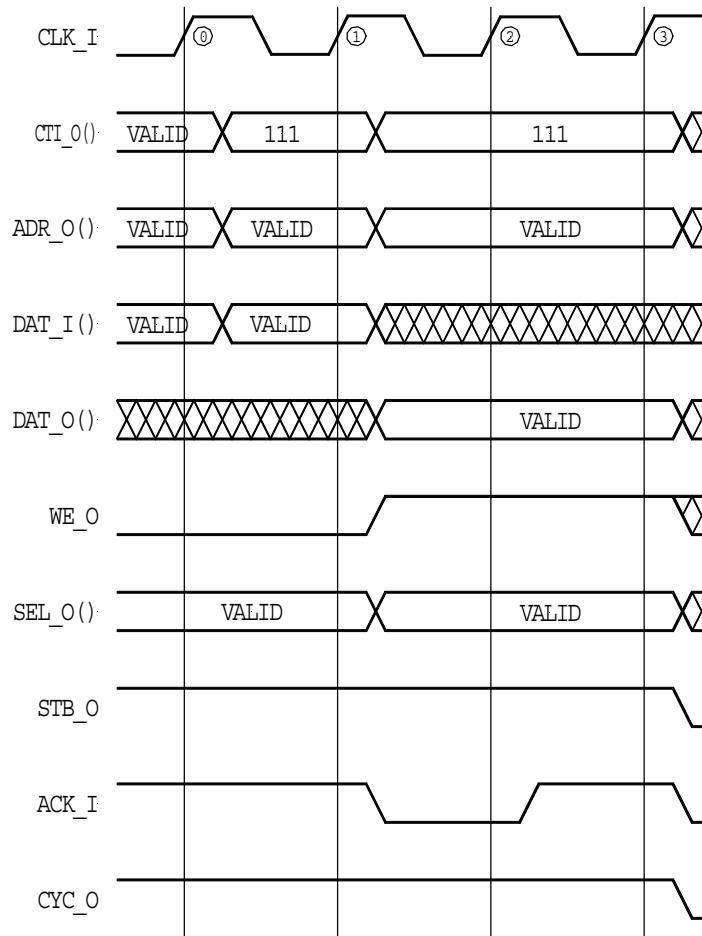 CLK_I 0 1 2 3
CTI_O() VALID 111 111
ADR_O() VALID VALID VALID
DAT_I() VALID VALID
DAT_O() VALID
WE_O
SEL_O() VALID VALID
STB_O
ACK_I
CYC_O